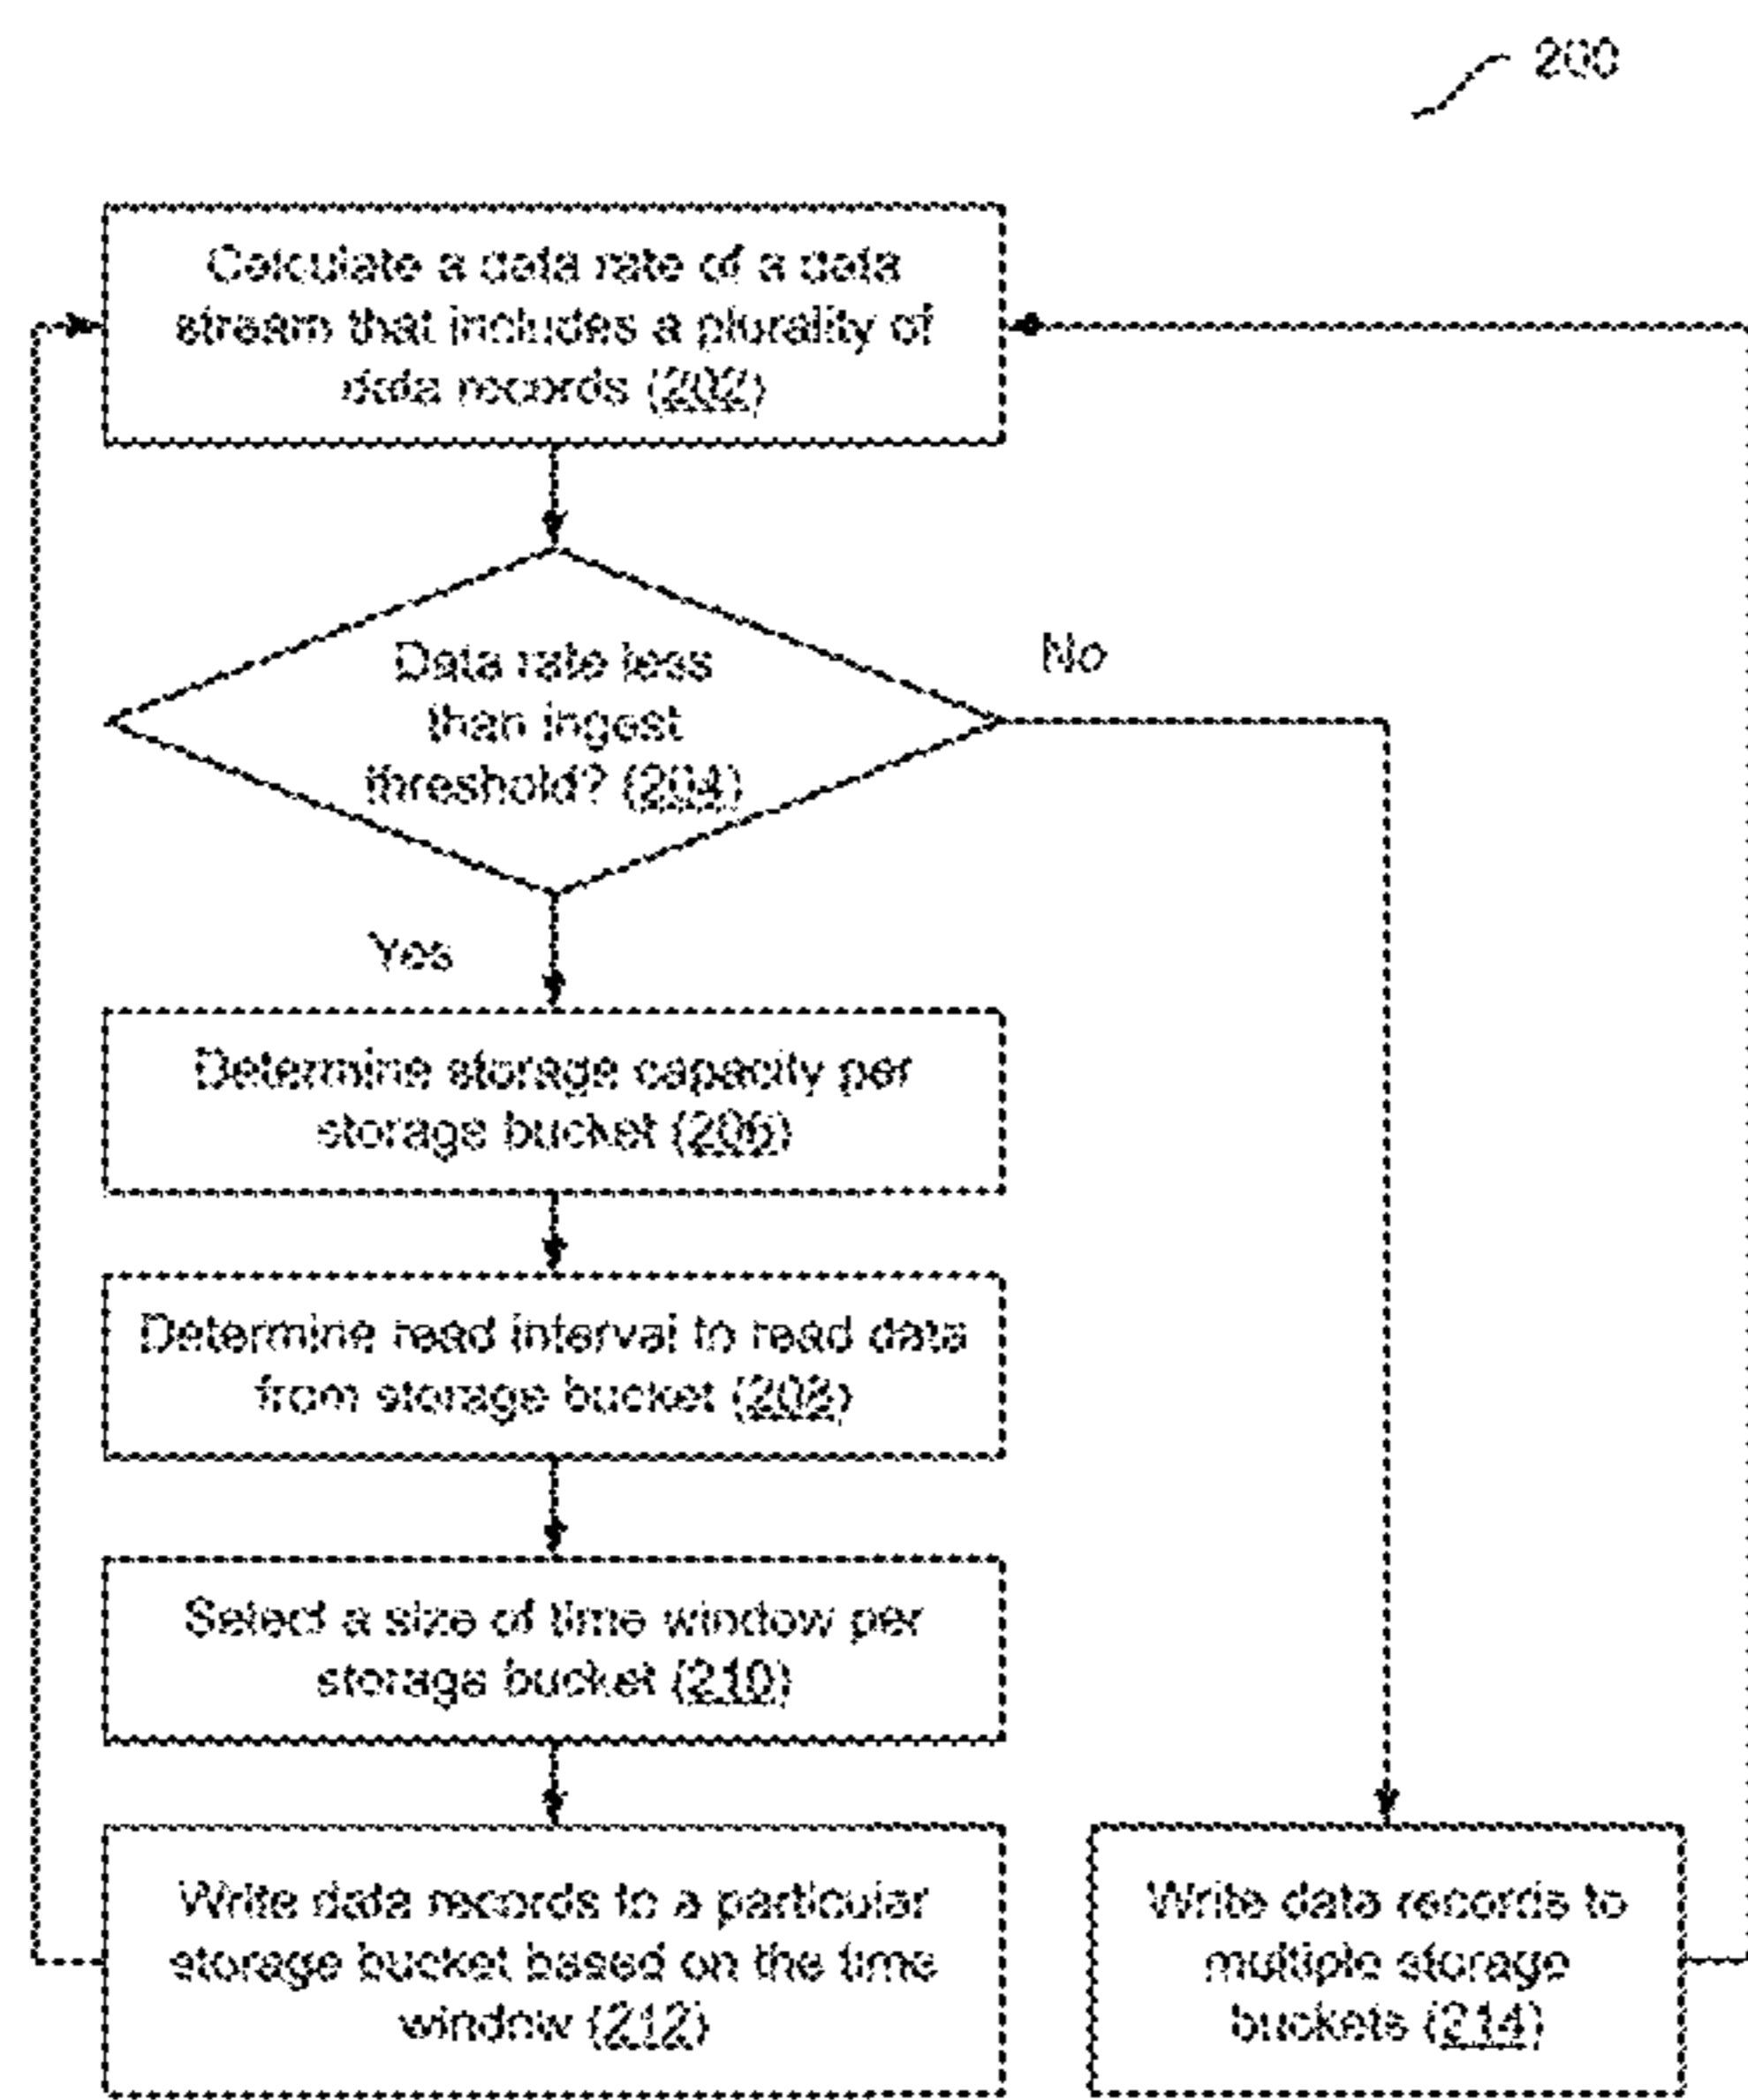 200
Calculate a data rate of a data
stream that includes a plurality of
data records (202)
Data rate less
than ingest
threshold? (204)
No
Yes
Determine storage capacity per
storage bucket (206)
Determine read interval to read data
from storage bucket (208)
Select a size of time window per
storage bucket (210)
Write data records to a particular
storage bucket based on the time
window (212)
Write data records to
multiple storage
buckets (214)